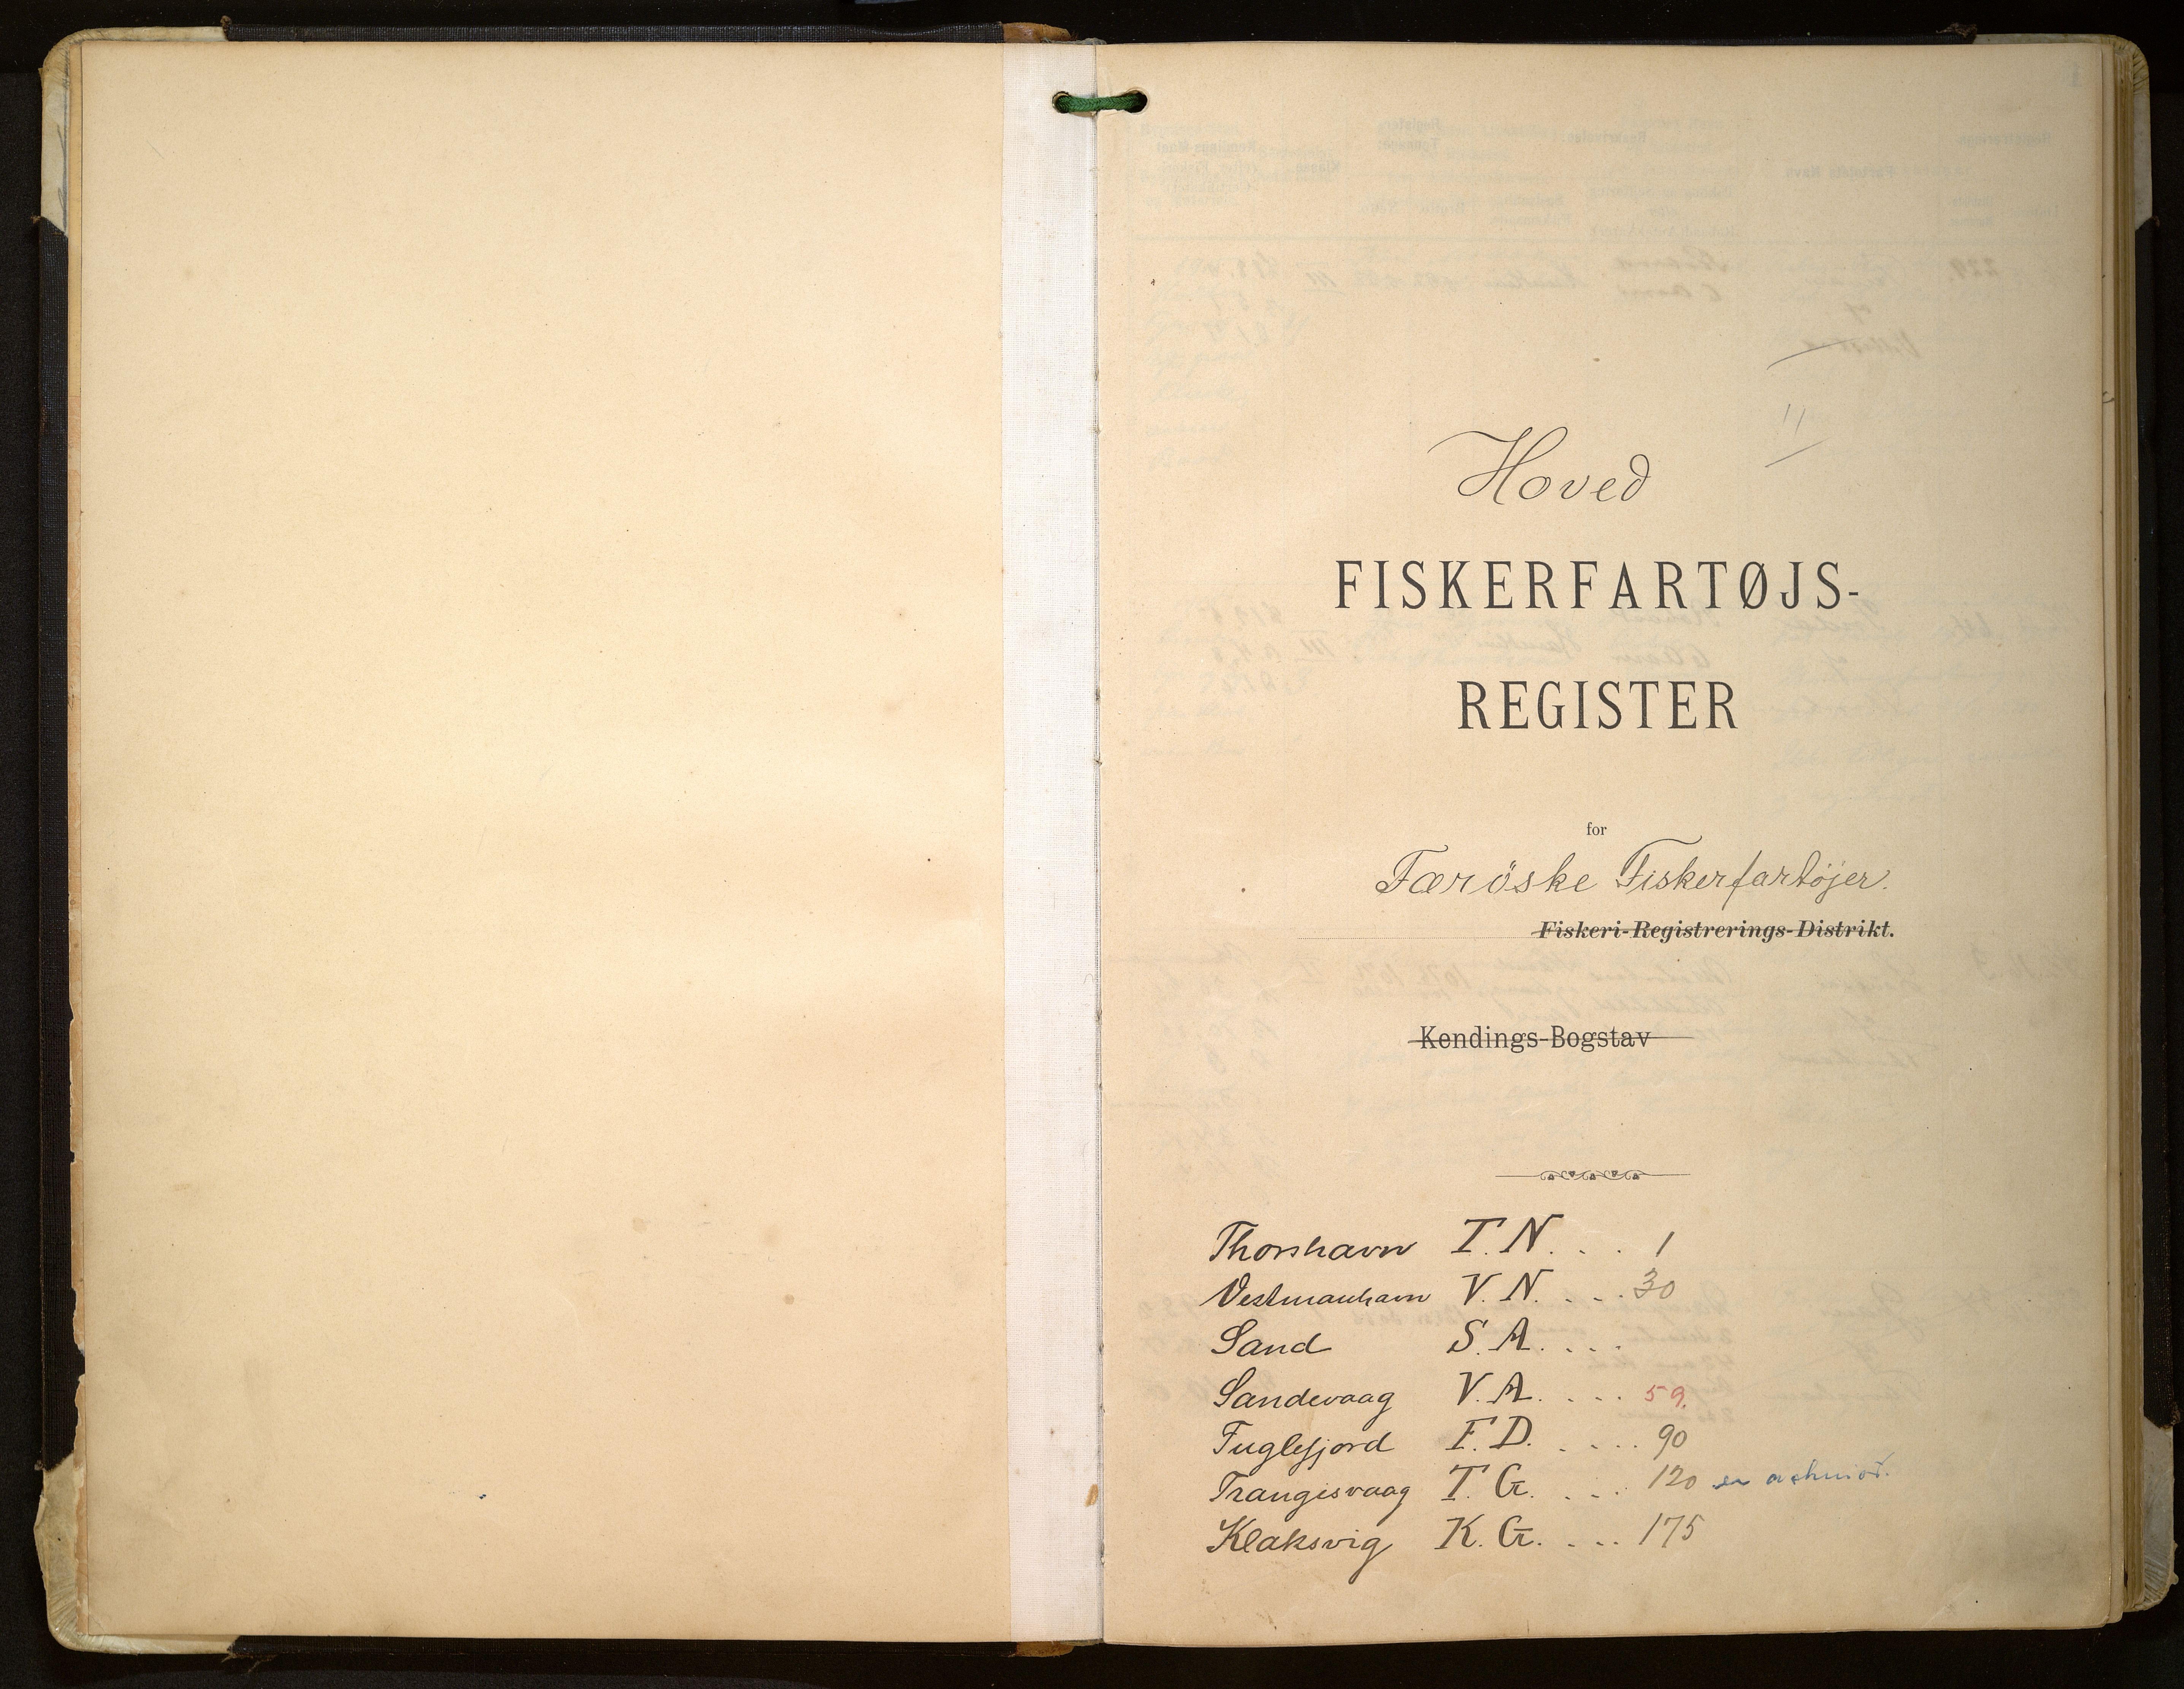 11
Hoved
FISKERFARTØJS-
REGISTER
for
Færöske Fiskerfartöjer.
Fiskeri-Registrerings-Distrikt.
Kendings-Bogstav
Thorshavn T. N. . . 1
Vestmanhavn V. N. . . . 30
Sand S. A. . . .
Sandevaag V. A. . . . 59.
Fuglefjord F. D. . . . . 90
Trangisvaag T. G. . . . 120
Klaksvig K. G. . . . 175